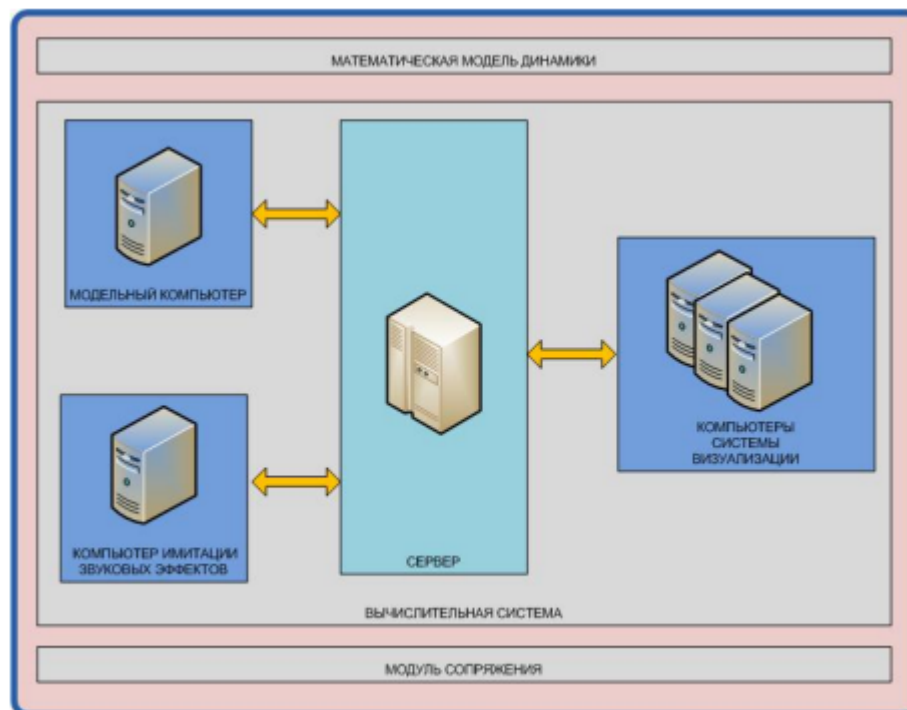 МАТЕМАТИЧЕСКАЯ МОДЕЛЬ ДИНАМИКИ
МОДЕЛЬНЫЙ КОМПЬЮТЕР
КОМПЬЮТЕР ИМИТАЦИИ
ЗВУКОВЫХ ЭФФЕКТОВ
СЕРВЕР
КОМПЬЮТЕРЫ
СИСТЕМЫ
ВИЗУАЛИЗАЦИИ
ВЫЧИСЛИТЕЛЬНАЯ СИСТЕМА
МОДУЛЬ СОПРЯЖЕНИЯ